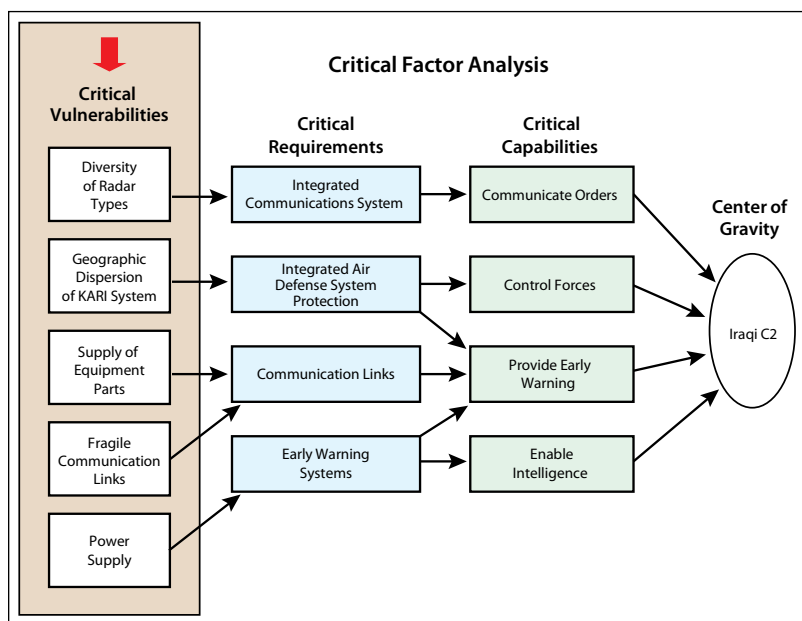 Critical Factor Analysis
Critical
Vulnerabilities
Diversity
of Radar
Types
Geographic
Dispersion
of KARI System
Supply of
Equipment
Parts
Fragile
Communication
Links
Power
Supply
Critical
Requirements
Integrated
Communications System
Integrated Air
Defense System
Protection
Communication Links
Early Warning
Systems
Critical
Capabilities
Communicate Orders
Control Forces
Provide Early
Warning
Enable
Intelligence
Center of
Gravity
Iraqi C2